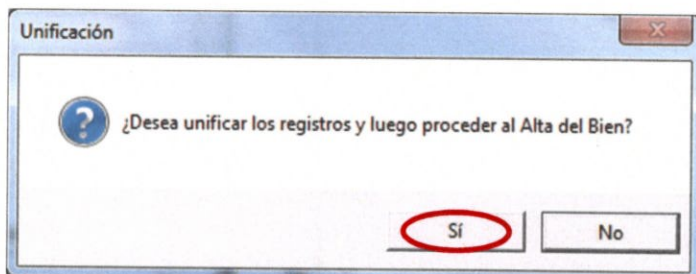 Unificación
¿Desea unificar los registros y luego proceder al Alta del Bien?
Sí
No